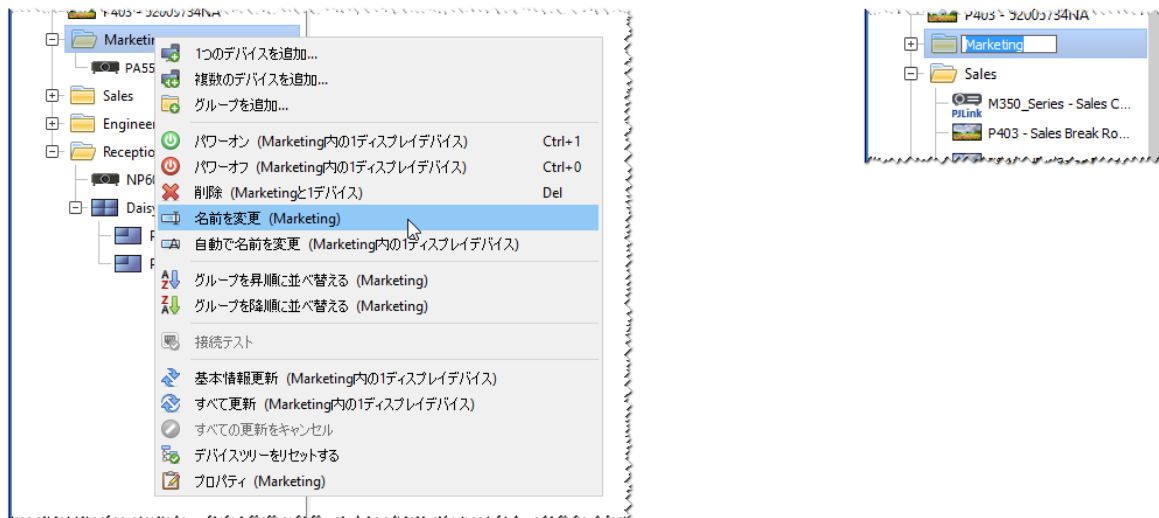 P403 - 92005734NA
Marketin
PA55
Sales
Engineer
Receptio
NP60
Daisy
1つのデバイスを追加...
複数のデバイスを追加...
グループを追加...
パワーオン (Marketing内の1ディスプレイデバイス) Ctrl+1
パワーオフ (Marketing内の1ディスプレイデバイス) Ctrl+0
削除 (Marketingと1デバイス) Del
名前を変更 (Marketing)
自動で名前を変更 (Marketing内の1ディスプレイデバイス)
グループを昇順に並べ替える (Marketing)
グループを降順に並べ替える (Marketing)
接続テスト
基本情報更新 (Marketing内の1ディスプレイデバイス)
すべて更新 (Marketing内の1ディスプレイデバイス)
すべての更新をキャンセル
デバイスツリーをリセットする
プロパティ (Marketing)
P403 - 92005734NA
Marketing
Sales
PJLink
M350_Series - Sales C...
P403 - Sales Break Ro...